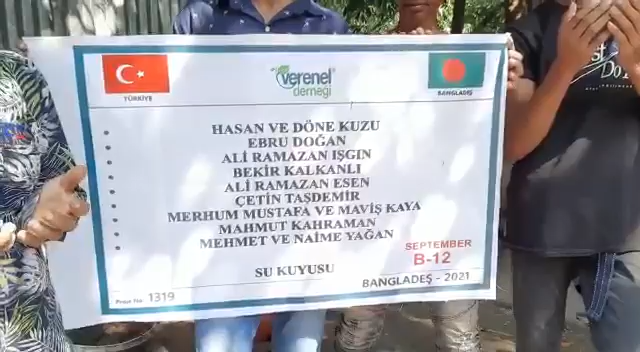 verenel
derneği
TÜRKİYE
BANGLADEŞ
HASAN VE DÖNE KUZU
EBRU DOĞAN
ALİ RAMAZAN IŞGIN
BEKİR KALKANLI
ALİ RAMAZAN ESEN
ÇETİN TAŞDEMİR
MERHUM MUSTAFA VE MAVİŞ KAYA
MAHMUT KAHRAMAN
MEHMET VE NAİME YAĞAN
SEPTEMBER
B-12
SU KUYUSU
BANGLADEŞ - 2021
Proje No: 1319